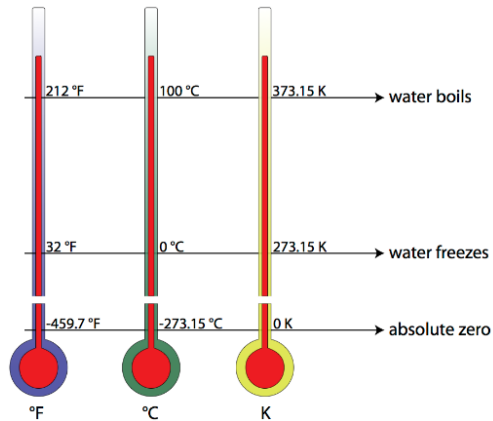 212 °F 100 °C 373.15 K water boils
32 °F 0 °C 273.15 K water freezes
-459.7 °F -273.15 °C 0 K absolute zero
°F °C K